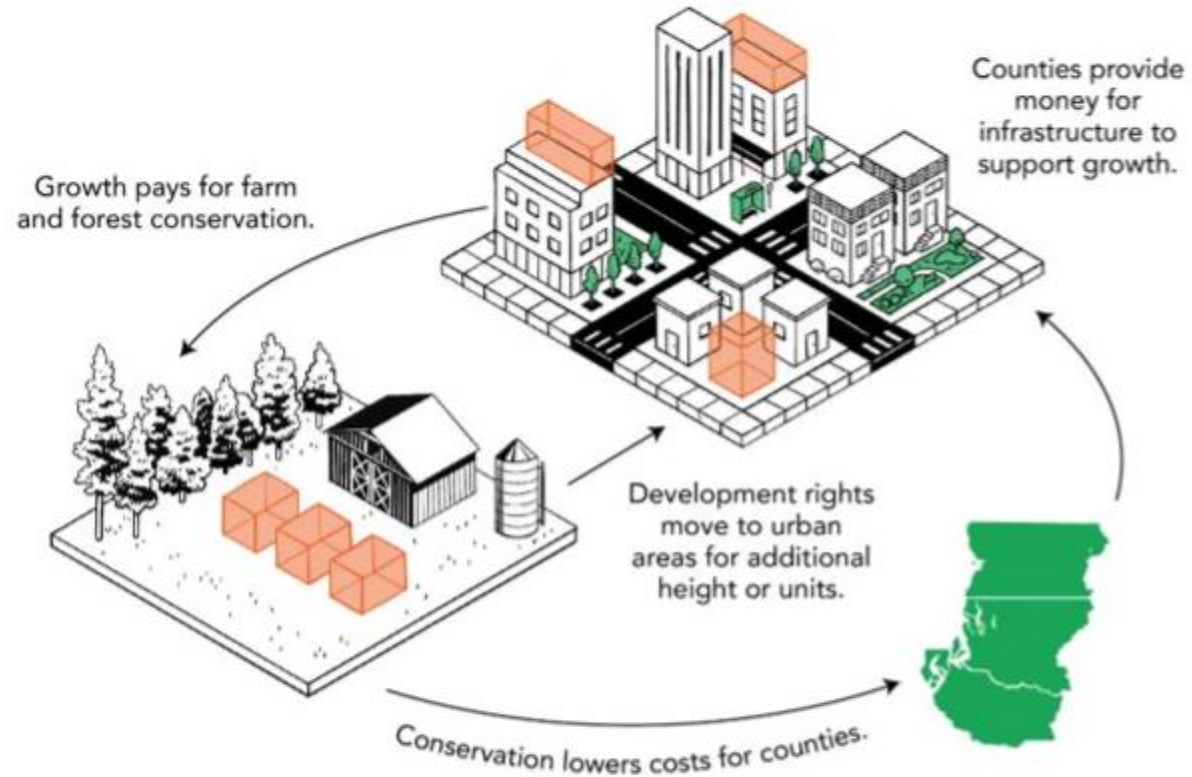 Counties provide
money for
infrastructure to
support growth.
Growth pays for farm
and forest conservation.
Development rights
move to urban
areas for additional
height or units.
Conservation lowers costs for counties.